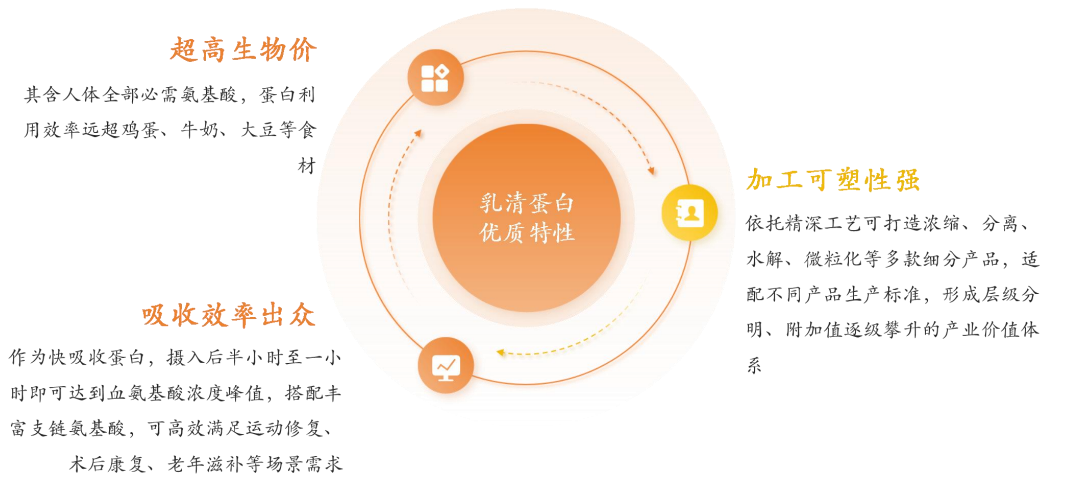 超高生物价
其含人体全部必需氨基酸，蛋白利
用效率远超鸡蛋、牛奶、大豆等食
材
乳清蛋白
优质特性
加工可塑性强
依托精深工艺可打造浓缩、分离、
水解、微粒化等多款细分产品，适
配不同产品生产标准，形成层级分
明、附加值逐级攀升的产业价值体
系
吸收效率出众
作为快吸收蛋白，摄入后半小时至一小
时即可达到血氨基酸浓度峰值，搭配丰
富支链氨基酸，可高效满足运动修复、
术后康复、老年滋补等场景需求